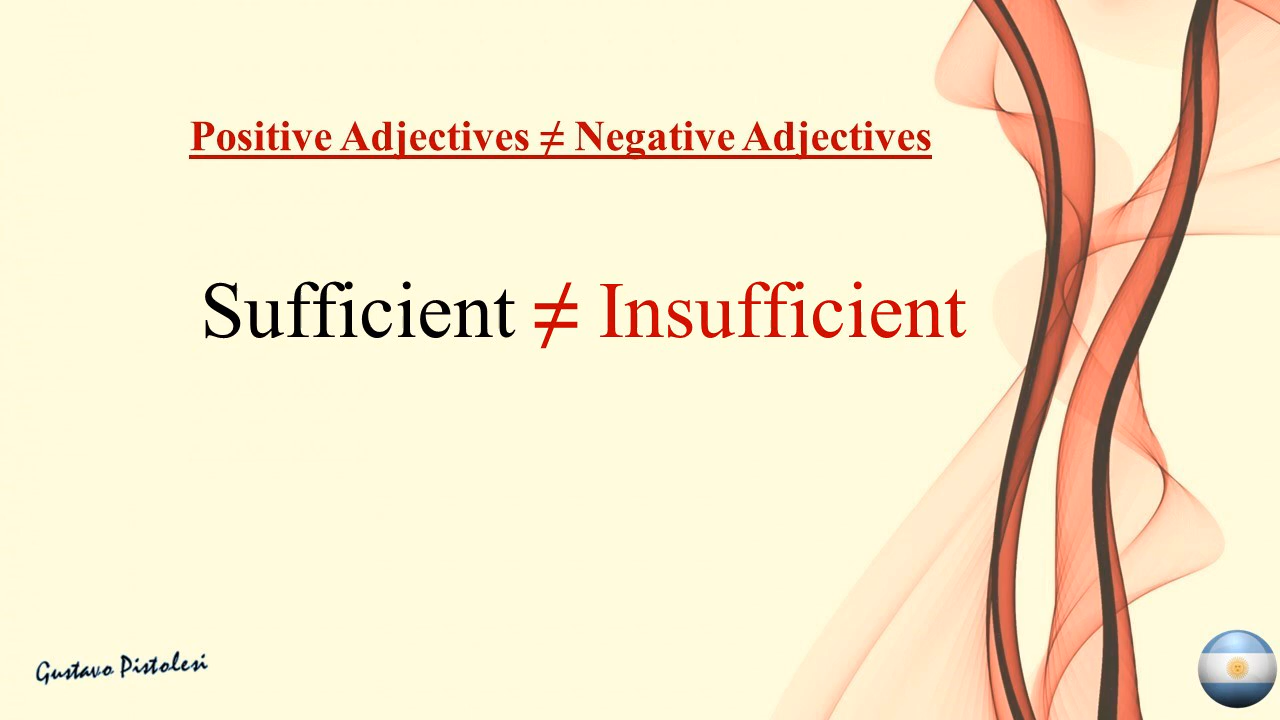 Positive Adjectives ≠ Negative Adjectives
Sufficient ≠ Insufficient
Gustavo Pistolesi